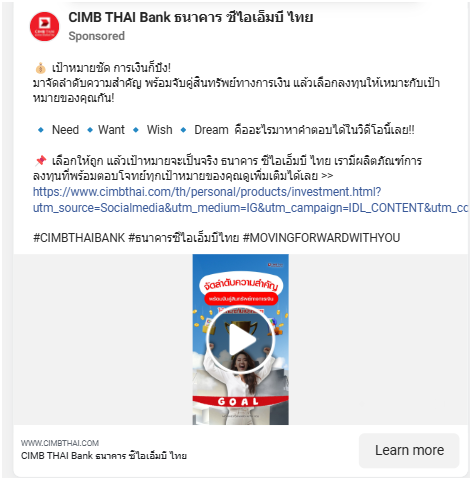 CIMB THAI Bank ธนาคาร ซีไอเอ็มบี ไทย
Sponsored
💰 เป้าหมายชัด การเงินก็ปัง!
มาจัดลำดับความสำคัญ พร้อมจับคู่สินทรัพย์ทางการเงิน แล้วเลือกลงทุนให้เหมาะกับเป้า
หมายของคุณกัน!
🔹 Need 🔹Want 🔹 Wish 🔹 Dream คืออะไรมาหาคำตอบได้ในวิดีโอนี้เลย!!
📌 เลือกให้ถูก แล้วเป้าหมายจะเป็นจริง ธนาคาร ซีไอเอ็มบี ไทย เรามีผลิตภัณฑ์การ
ลงทุนที่พร้อมตอบโจทย์ทุกเป้าหมายของคุณดูเพิ่มเติมได้เลย >>
https://www.cimbthai.com/th/personal/products/investment.html?
utm_source=Socialmedia&utm_medium=IG&utm_campaign=IDL_CONTENT&utm_co
#CIMBTHAIBANK #ธนาคารซีไอเอ็มบีไทย #MOVINGFORWARDWITHYOU
จัดลำดับความสำคัญ
พร้อมจับคู่สินทรัพย์ทางการเงิน
GOAL
WWW.CIMBTHAI.COM
CIMB THAI Bank ธนาคาร ซีไอเอ็มบี ไทย
Learn more